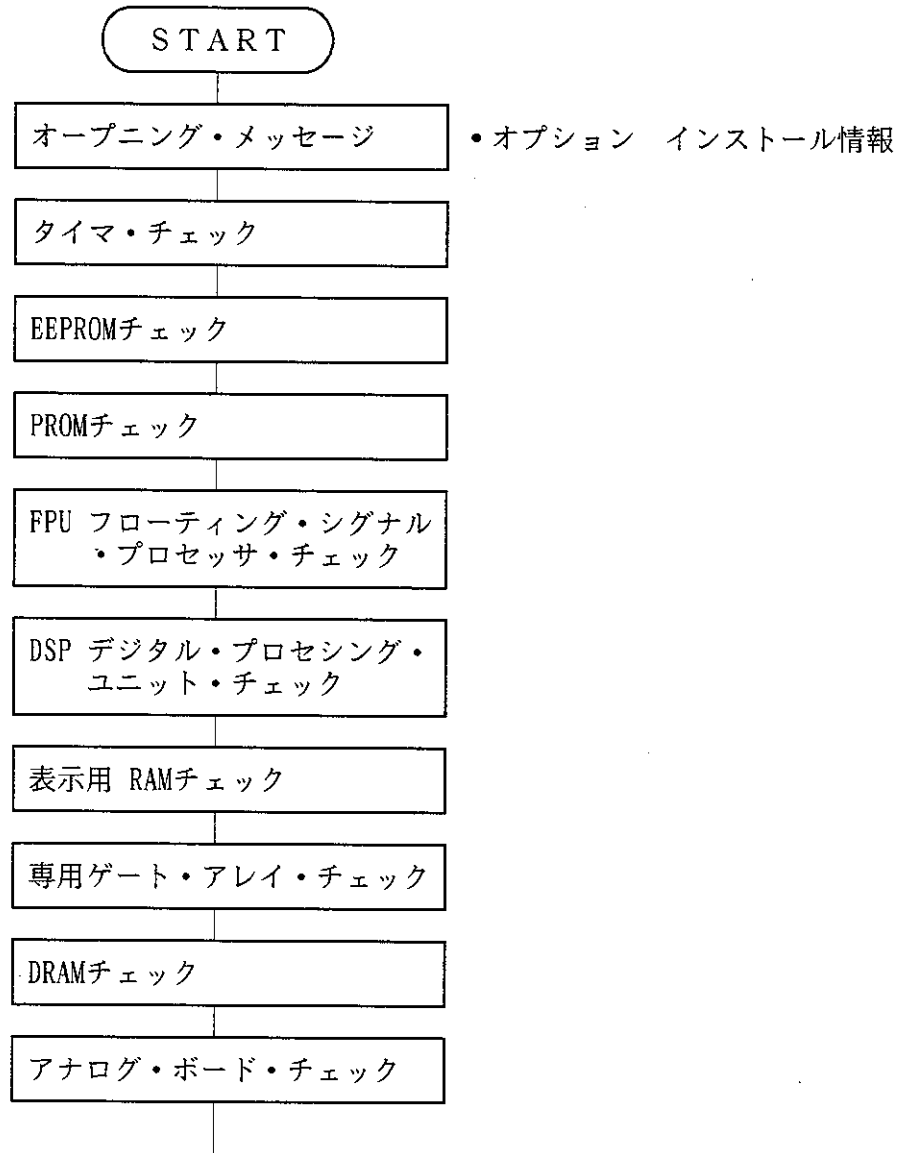 START
オープニング・メッセージ
•オプション　インストール情報
タイマ・チェック
EEPROMチェック
PROMチェック
FPU フローティング・シグナル
・プロセッサ・チェック
DSP デジタル・プロセシング・
ユニット・チェック
表示用 RAMチェック
専用ゲート・アレイ・チェック
DRAMチェック
アナログ・ボード・チェック